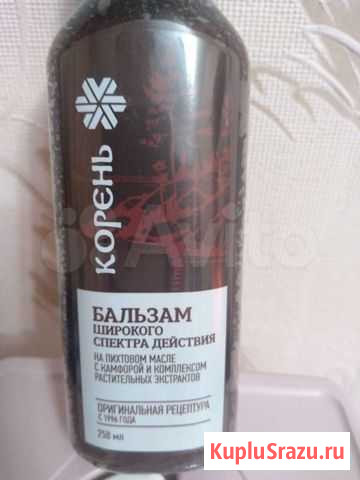 КОРЕНЬ
БАЛЬЗАМ
ШИРОКОГО
СПЕКТРА ДЕЙСТВИЯ
НА ПИХТОВОМ МАСЛЕ
С КАМФОРОЙ И КОМПЛЕКСОМ
РАСТИТЕЛЬНЫХ ЭКСТРАКТОВ
ОРИГИНАЛЬНАЯ РЕЦЕПТУРА
С 1996 ГОДА
250 мл
Avito
KupluSrazu.ru